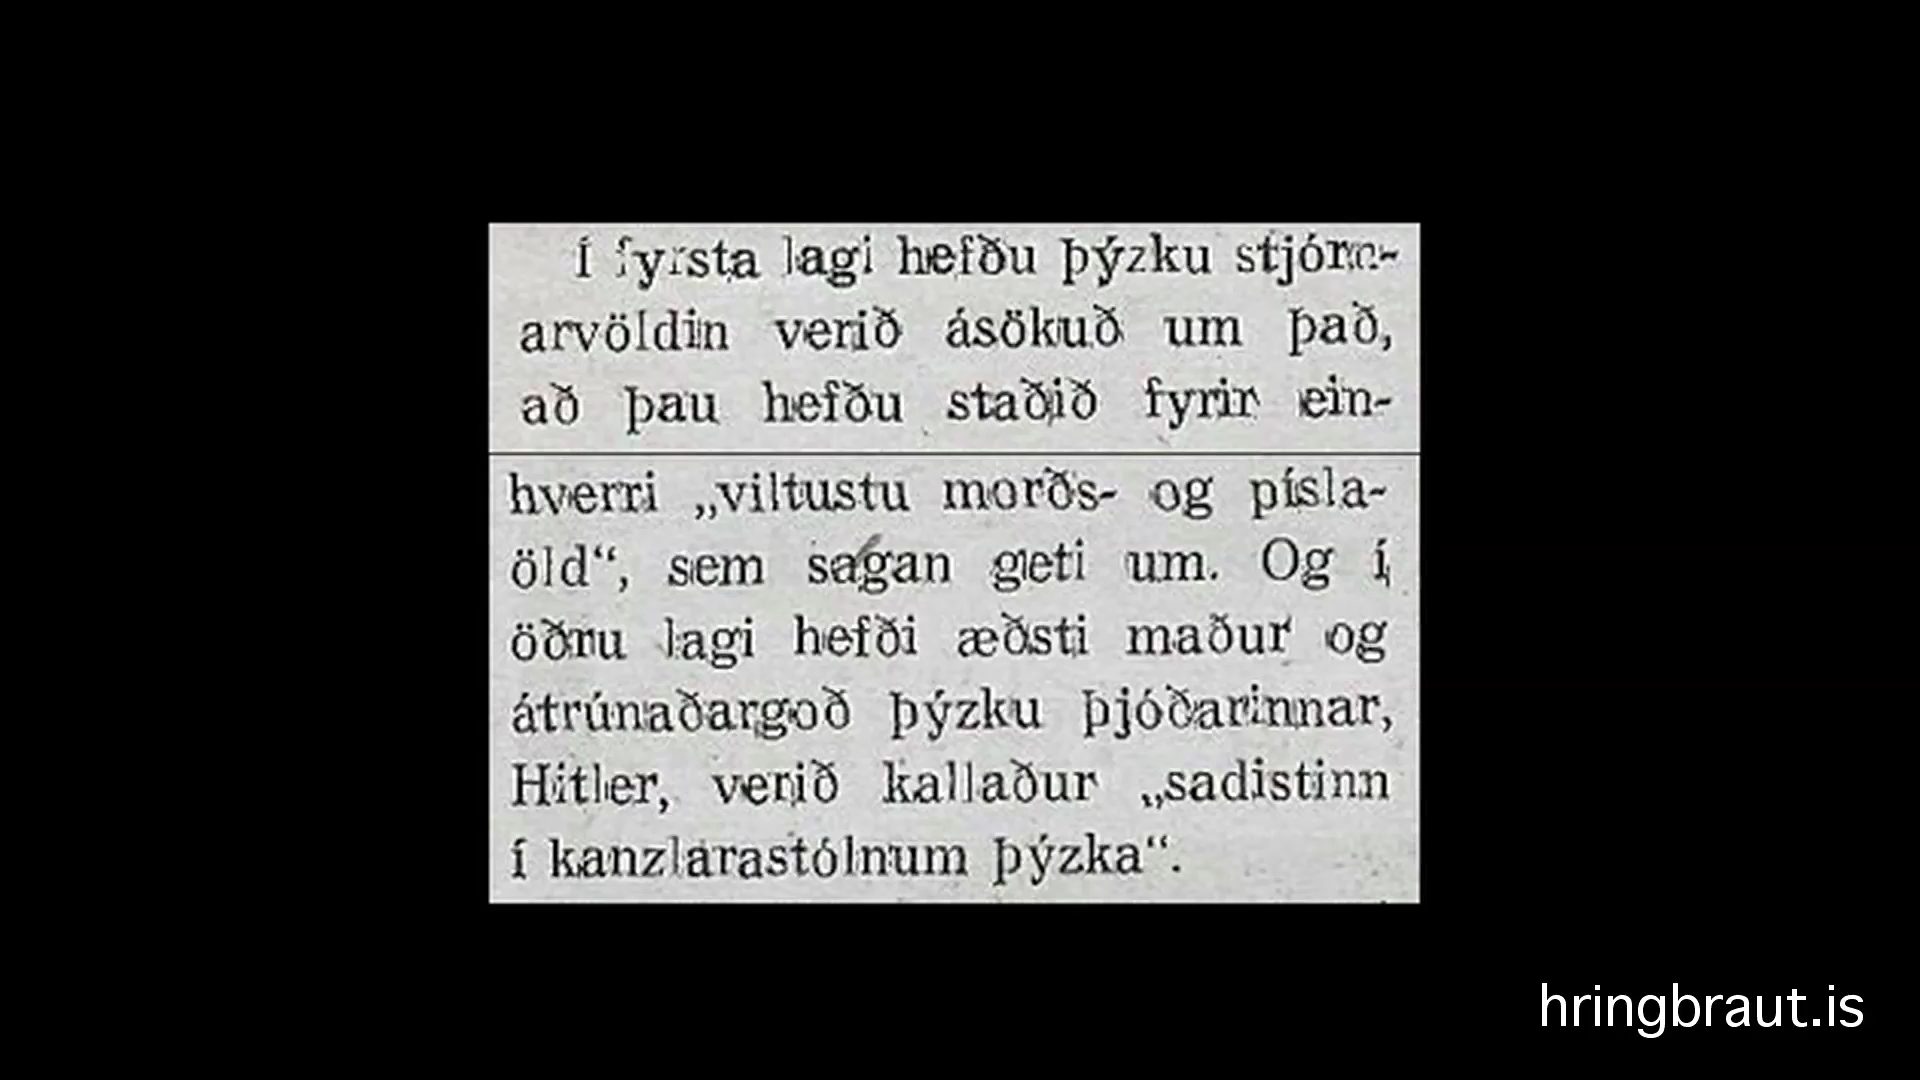 Í fyrsta lagi hefðu þýzku stjórn-
arvöldin verið ásökuð um það,
að þau hefðu staðið fyrir ein-
hverri „viltustu morðs- og písla-
öld“, sem sagan geti um. Og í
öðru lagi hefði æðsti maður og
átrúnaðargoð þýzku þjóðarinnar,
Hitler, verið kallaður „sadistinn
í kanzlarastólnum þýzka“.
hringbraut.is